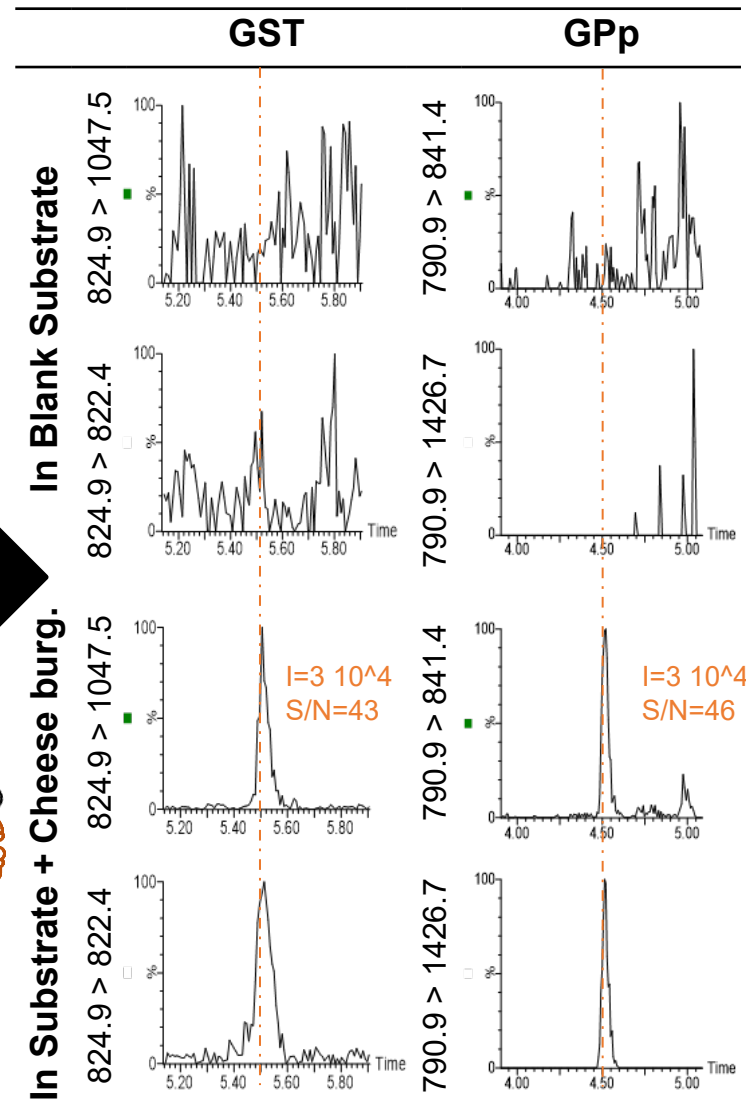 GST GPp
In Blank Substrate
824.9 > 1047.5
100
%
0
5.20 5.40 5.60 5.80
790.9 > 841.4
100
%
0
4.00 4.50 5.00
824.9 > 822.4
100
%
0
5.20 5.40 5.60 5.80
Time
790.9 > 1426.7
100
%
0
4.00 4.50 5.00
Time
In Substrate + Cheese burg.
824.9 > 1047.5
100
%
0
I=3 10^4
S/N=43
5.20 5.40 5.60 5.80
790.9 > 841.4
100
%
0
I=3 10^4
S/N=46
4.00 4.50 5.00
824.9 > 822.4
100
%
0
5.20 5.40 5.60 5.80
Time
790.9 > 1426.7
100
%
0
4.00 4.50 5.00
Time